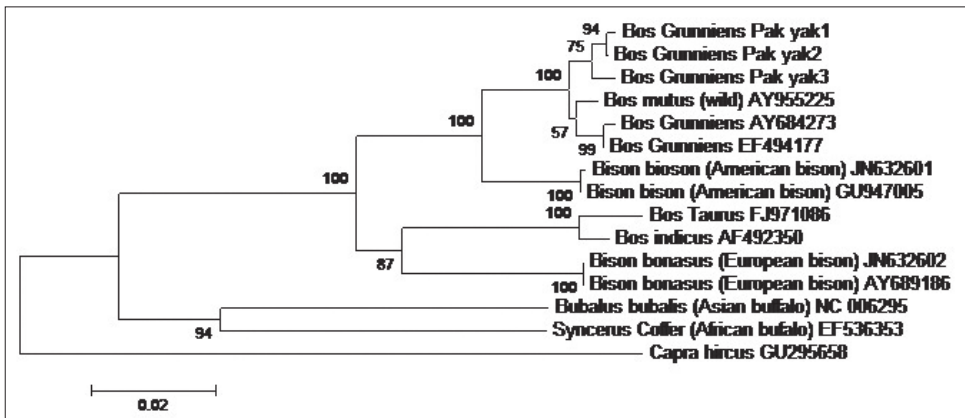 94
Bos Grunniens Pak yak1
75
Bos Grunniens Pak yak2
100
Bos Grunniens Pak yak3
Bos mutus (wild) AY955225
100
57
Bos Grunniens AY684273
99
Bos Grunniens EF494177
Bison bioson (American bison) JN632601
100
100
Bison bison (American bison) GU947005
100
Bos Taurus FJ971086
Bos indicus AF492350
87
Bison bonasus (European bison) JN632602
100
Bison bonasus (European bison) AY689186
Bubalus bubalis (Asian buffalo) NC 006295
94
Syncerus Coffer (African bufalo) EF536353
Capra hircus GU295658
0.02